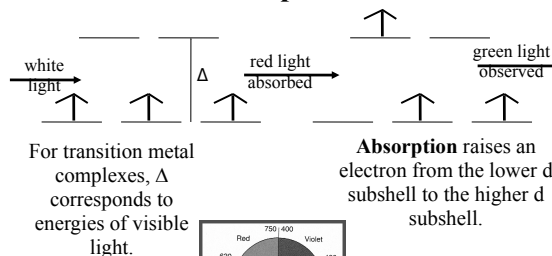 white
light
Δ
red light
absorbed
green light
observed
For transition metal
complexes, Δ
corresponds to
energies of visible
light.
Absorption raises an
electron from the lower d
subshell to the higher d
subshell.
750 400
Red
Violet